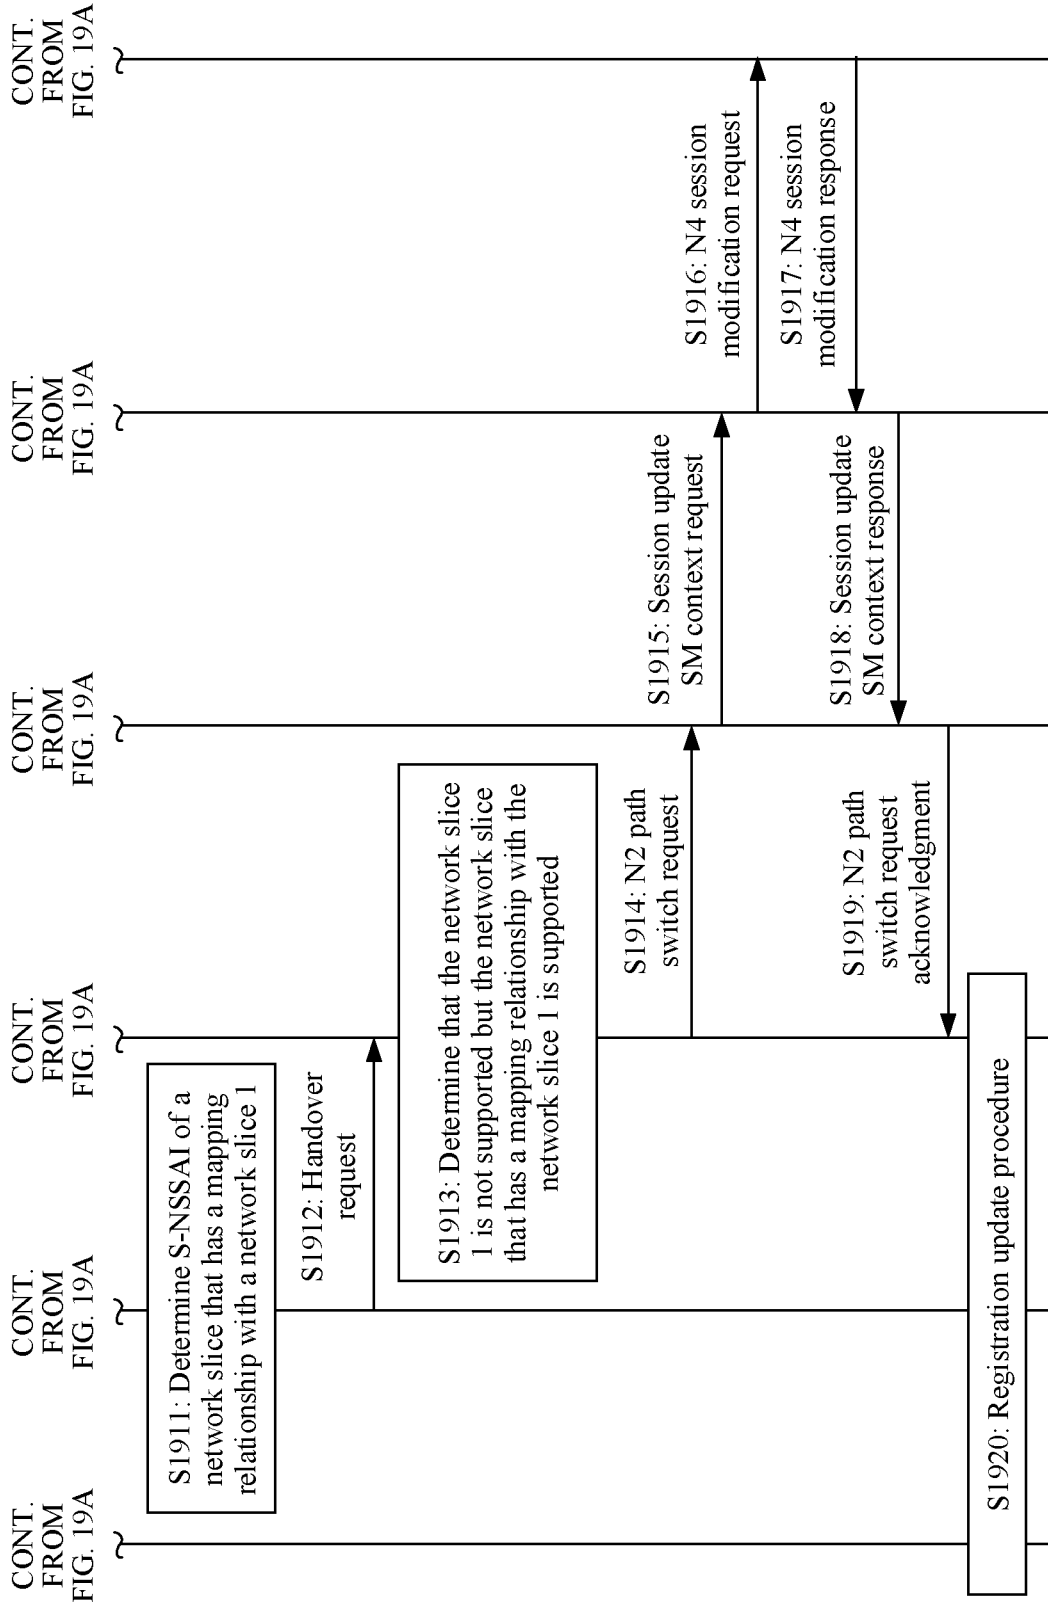 CONT.
FROM
FIG. 19A
CONT.
FROM
FIG. 19A
CONT.
FROM
FIG. 19A
CONT.
FROM
FIG. 19A
CONT.
FROM
FIG. 19A
CONT.
FROM
FIG. 19A
S1911: Determine S-NSSAI of a
network slice that has a mapping
relationship with a network slice 1
S1912: Handover
request
S1913: Determine that the network slice
1 is not supported but the network slice
that has a mapping relationship with the
network slice 1 is supported
S1914: N2 path
switch request
S1915: Session update
SM context request
S1916: N4 session
modification request
S1917: N4 session
modification response
S1918: Session update
SM context response
S1919: N2 path
switch request
acknowledgment
S1920: Registration update procedure